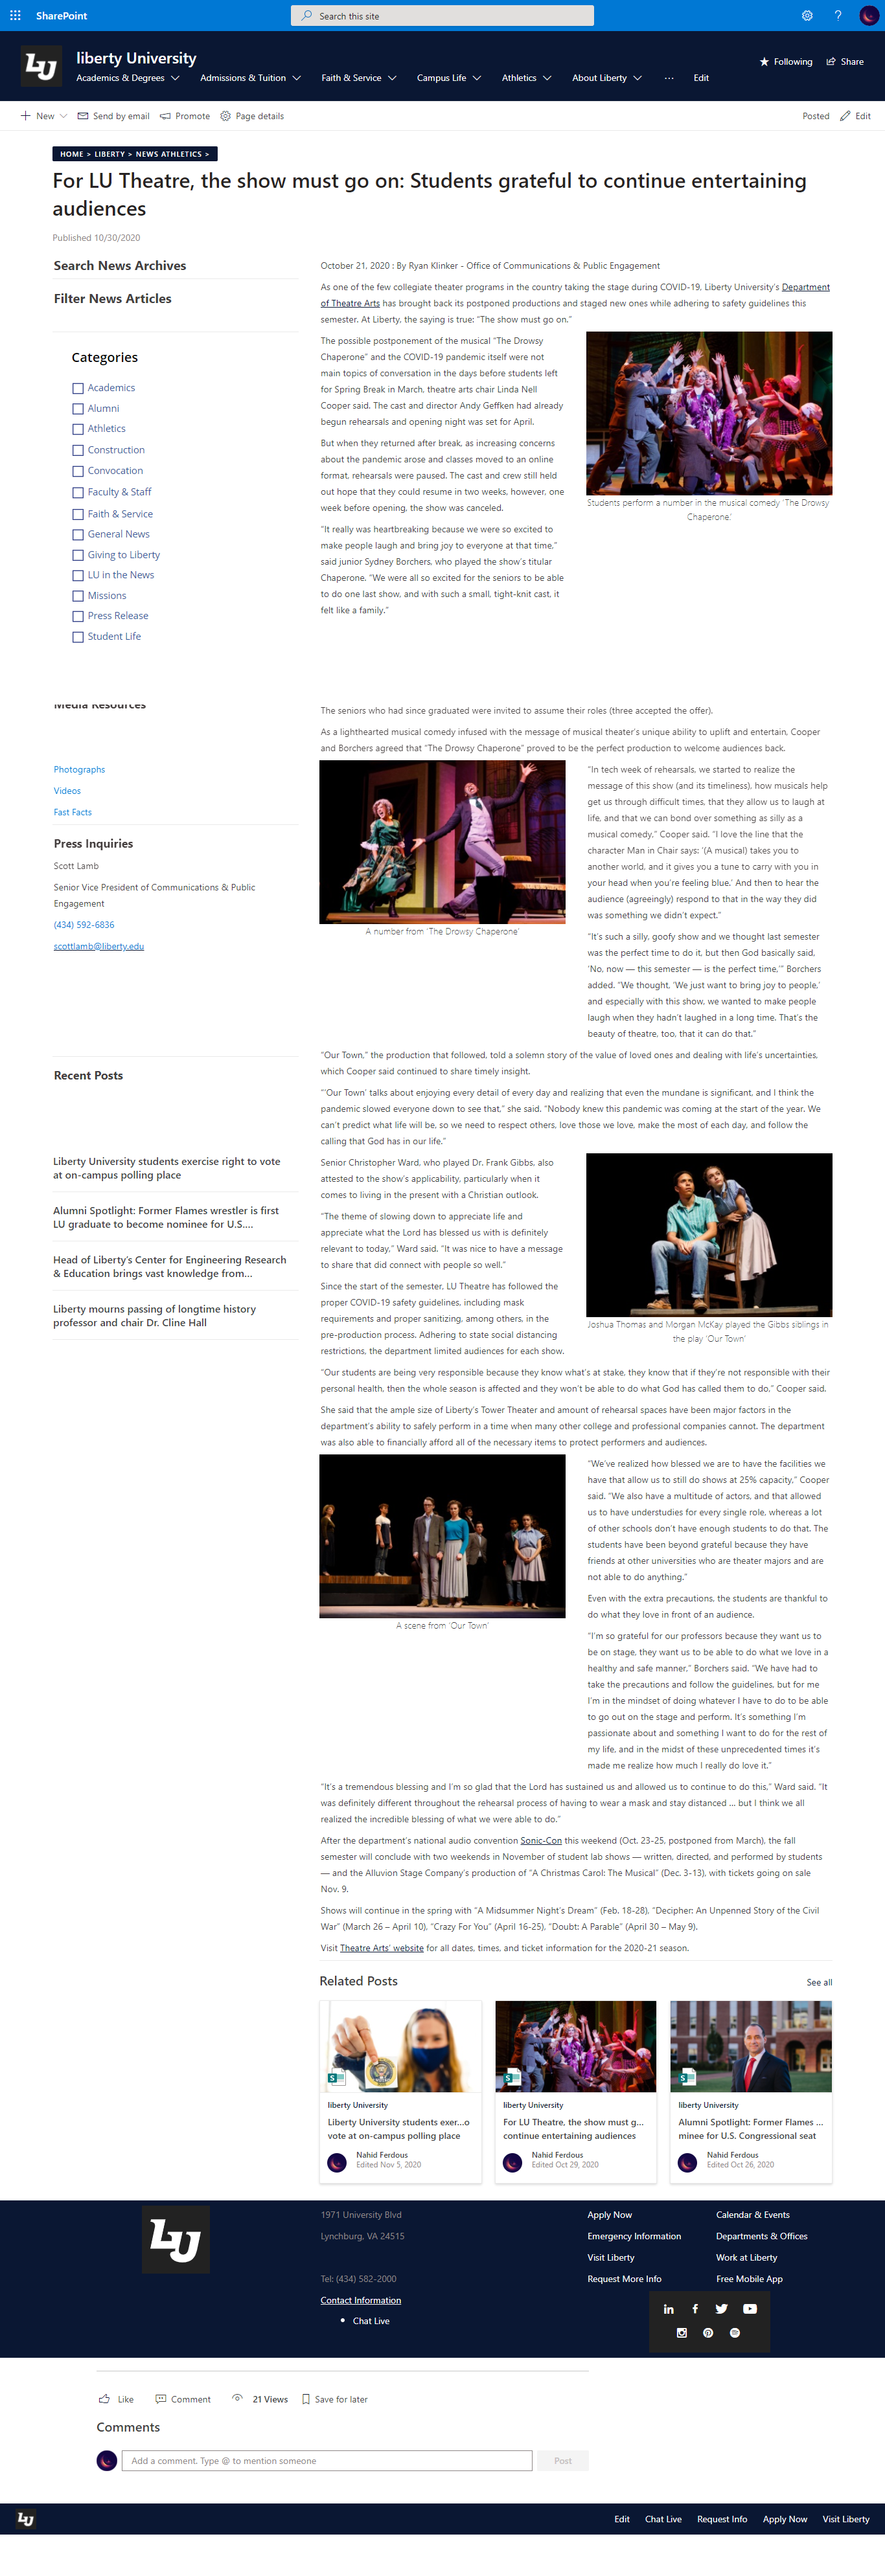 SharePoint
Search this site
?
LU
liberty University
Academics & Degrees
Admissions & Tuition
Faith & Service
Campus Life
Athletics
About Liberty
...
Edit
Following
Share
New
Send by email
Promote
Page details
Posted
Edit
HOME > LIBERTY > NEWS ATHLETICS >
For LU Theatre, the show must go on: Students grateful to continue entertaining
audiences
Published 10/30/2020
Search News Archives
Filter News Articles
Categories
Academics
Alumni
Athletics
Construction
Convocation
Faculty & Staff
Faith & Service
General News
Giving to Liberty
LU in the News
Missions
Press Release
Student Life
Media Resources
Photographs
Videos
Fast Facts
Press Inquiries
Scott Lamb
Senior Vice President of Communications & Public
Engagement
(434) 592-6836
scottlamb@liberty.edu
Recent Posts
Liberty University students exercise right to vote
at on-campus polling place
Alumni Spotlight: Former Flames wrestler is first
LU graduate to become nominee for U.S....
Head of Liberty's Center for Engineering Research
& Education brings vast knowledge from...
Liberty mourns passing of longtime history
professor and chair Dr. Cline Hall
October 21, 2020 : By Ryan Klinker - Office of Communications & Public Engagement
As one of the few collegiate theater programs in the country taking the stage during COVID-19, Liberty University's Department
of Theatre Arts has brought back its postponed productions and staged new ones while adhering to safety guidelines this
semester. At Liberty, the saying is true: "The show must go on."
The possible postponement of the musical "The Drowsy
Chaperone" and the COVID-19 pandemic itself were not
main topics of conversation in the days before students left
for Spring Break in March, theatre arts chair Linda Nell
Cooper said. The cast and director Andy Geffken had already
begun rehearsals and opening night was set for April.
But when they returned after break, as increasing concerns
about the pandemic arose and classes moved to an online
format, rehearsals were paused. The cast and crew still held
out hope that they could resume in two weeks, however, one
week before opening, the show was canceled.
"It really was heartbreaking because we were so excited to
make people laugh and bring joy to everyone at that time,"
said junior Sydney Borchers, who played the show's titular
Chaperone. "We were all so excited for the seniors to be able
to do one last show, and with such a small, tight-knit cast, it
felt like a family."
Students perform a number in the musical comedy 'The Drowsy
Chaperone.'
The seniors who had since graduated were invited to assume their roles (three accepted the offer).
As a lighthearted musical comedy infused with the message of musical theater's unique ability to uplift and entertain, Cooper
and Borchers agreed that "The Drowsy Chaperone" proved to be the perfect production to welcome audiences back.
A number from 'The Drowsy Chaperone'
"In tech week of rehearsals, we started to realize the
message of this show (and its timeliness), how musicals help
get us through difficult times, that they allow us to laugh at
life, and that we can bond over something as silly as a
musical comedy," Cooper said. "I love the line that the
character Man in Chair says: '(A musical) takes you to
another world, and it gives you a tune to carry with you in
your head when you're feeling blue.' And then to hear the
audience (agreeingly) respond to that in the way they did
was something we didn't expect."
"It's such a silly, goofy show and we thought last semester
was the perfect time to do it, but then God basically said,
'No, now — this semester — is the perfect time,'" Borchers
added. "We thought, 'We just want to bring joy to people,'
and especially with this show, we wanted to make people
laugh when they hadn't laughed in a long time. That's the
beauty of theatre, too, that it can do that."
"Our Town," the production that followed, told a solemn story of the value of loved ones and dealing with life's uncertainties,
which Cooper said continued to share timely insight.
"'Our Town' talks about enjoying every detail of every day and realizing that even the mundane is significant, and I think the
pandemic slowed everyone down to see that," she said. "Nobody knew this pandemic was coming at the start of the year. We
can't predict what life will be, so we need to respect others, love those we love, make the most of each day, and follow the
calling that God has in our life."
Senior Christopher Ward, who played Dr. Frank Gibbs, also
attested to the show's applicability, particularly when it
comes to living in the present with a Christian outlook.
"The theme of slowing down to appreciate life and
appreciate what the Lord has blessed us with is definitely
relevant to today," Ward said. "It was nice to have a message
to share that did connect with people so well."
Since the start of the semester, LU Theatre has followed the
proper COVID-19 safety guidelines, including mask
requirements and proper sanitizing, among others, in the
pre-production process. Adhering to state social distancing
restrictions, the department limited audiences for each show.
Joshua Thomas and Morgan McKay played the Gibbs siblings in
the play 'Our Town'
"Our students are being very responsible because they know what's at stake, they know that if they're not responsible with their
personal health, then the whole season is affected and they won't be able to do what God has called them to do," Cooper said.
She said that the ample size of Liberty's Tower Theater and amount of rehearsal spaces have been major factors in the
department's ability to safely perform in a time when many other college and professional companies cannot. The department
was also able to financially afford all of the necessary items to protect performers and audiences.
A scene from 'Our Town'
"We've realized how blessed we are to have the facilities we
have that allow us to still do shows at 25% capacity," Cooper
said. "We also have a multitude of actors, and that allowed
us to have understudies for every single role, whereas a lot
of other schools don't have enough students to do that. The
students have been beyond grateful because they have
friends at other universities who are theater majors and are
not able to do anything."
Even with the extra precautions, the students are thankful to
do what they love in front of an audience.
"I'm so grateful for our professors because they want us to
be on stage, they want us to be able to do what we love in a
healthy and safe manner," Borchers said. "We have had to
take the precautions and follow the guidelines, but for me
I'm in the mindset of doing whatever I have to do to be able
to go out on the stage and perform. It's something I'm
passionate about and something I want to do for the rest of
my life, and in the midst of these unprecedented times it's
made me realize how much I really do love it."
"It's a tremendous blessing and I'm so glad that the Lord has sustained us and allowed us to continue to do this," Ward said. "It
was definitely different throughout the rehearsal process of having to wear a mask and stay distanced ... but I think we all
realized the incredible blessing of what we were able to do."
After the department's national audio convention Sonic-Con this weekend (Oct. 23-25, postponed from March), the fall
semester will conclude with two weekends in November of student lab shows — written, directed, and performed by students
— and the Alluvion Stage Company's production of "A Christmas Carol: The Musical" (Dec. 3-13), with tickets going on sale
Nov. 9.
Shows will continue in the spring with "A Midsummer Night's Dream" (Feb. 18-28), "Decipher: An Unpenned Story of the Civil
War" (March 26 – April 10), "Crazy For You" (April 16-25), "Doubt: A Parable" (April 30 – May 9).
Visit Theatre Arts' website for all dates, times, and ticket information for the 2020-21 season.
Related Posts
See all
liberty University
Liberty University students exer...o
vote at on-campus polling place
Nahid Ferdous
Edited Nov 5, 2020
liberty University
For LU Theatre, the show must g...
continue entertaining audiences
Nahid Ferdous
Edited Oct 29, 2020
liberty University
Alumni Spotlight: Former Flames ...
minee for U.S. Congressional seat
Nahid Ferdous
Edited Oct 26, 2020
LU
1971 University Blvd
Lynchburg, VA 24515
Tel: (434) 582-2000
Contact Information
• Chat Live
Apply Now
Emergency Information
Visit Liberty
Request More Info
Calendar & Events
Departments & Offices
Work at Liberty
Free Mobile App
Like
Comment
21 Views
Save for later
Comments
Add a comment. Type @ to mention someone
Post
LU
Edit
Chat Live
Request Info
Apply Now
Visit Liberty